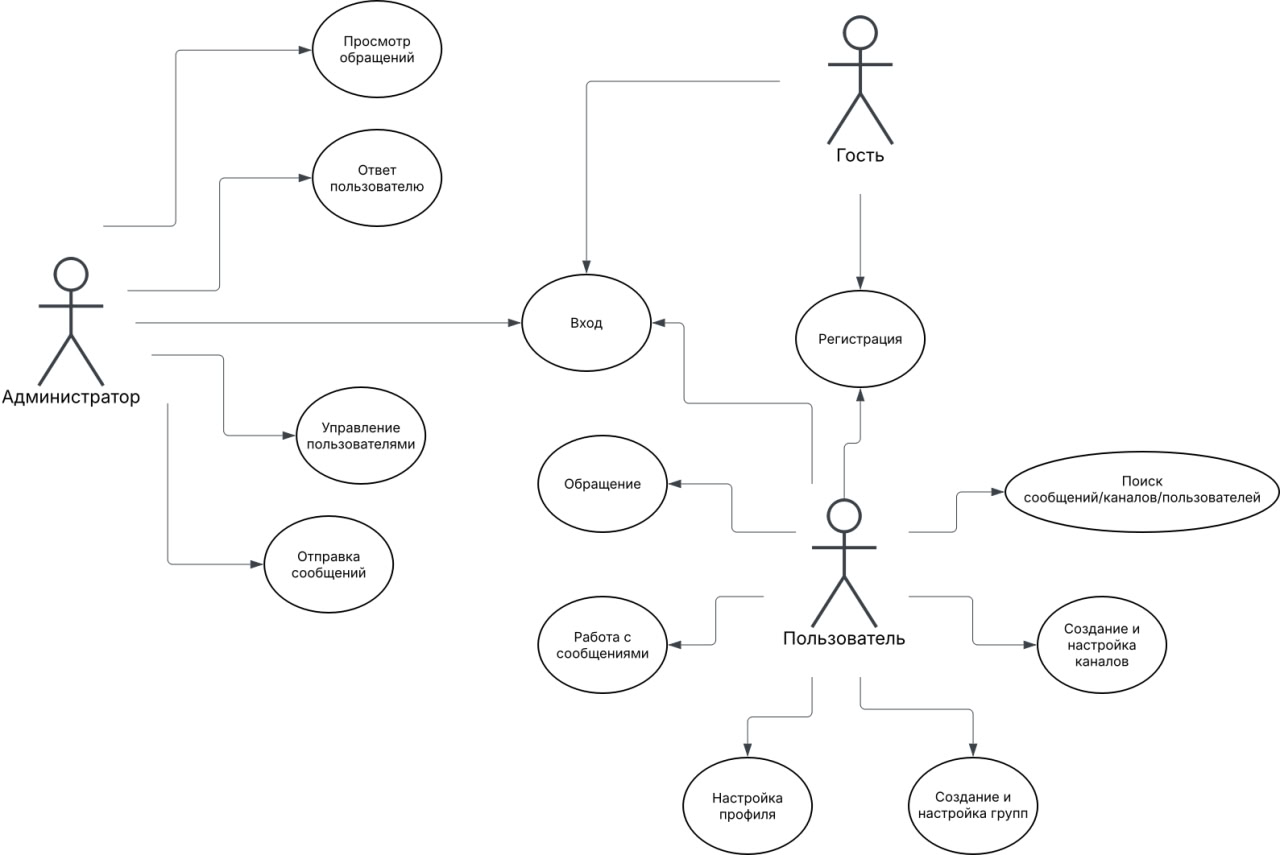 Просмотр
обращений
Ответ
пользователю
Гость
Администратор
Вход
Регистрация
Управление
пользователями
Обращение
Поиск
сообщений/каналов/пользователей
Отправка
сообщений
Работа с
сообщениями
Пользователь
Создание и
настройка
каналов
Настройка
профиля
Создание и
настройка групп